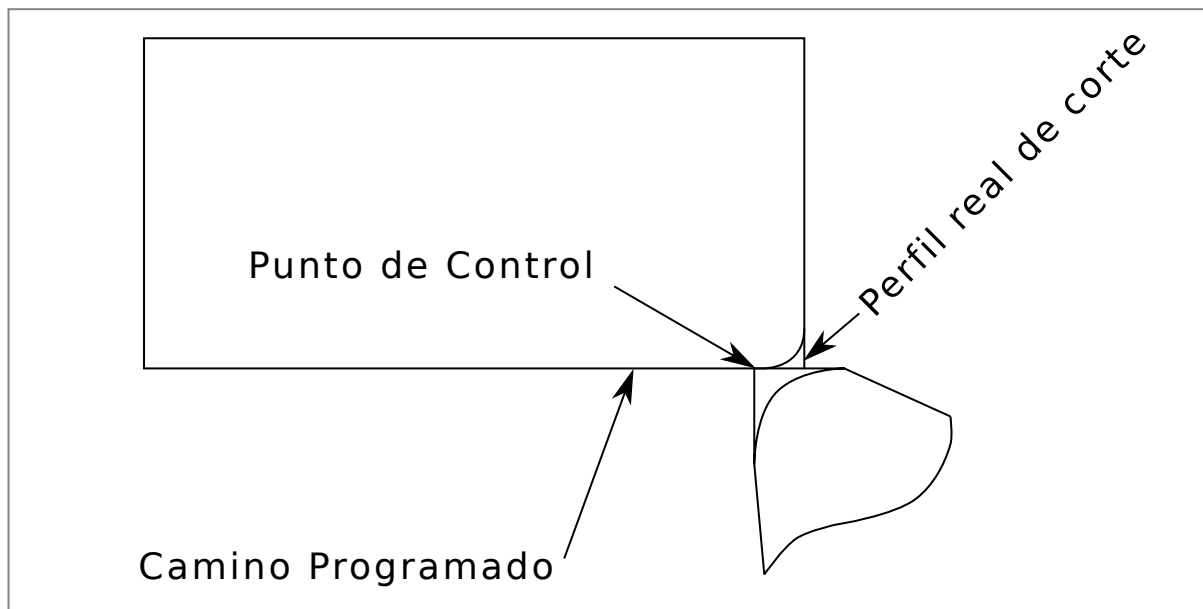 Perfil real de corte
Punto de Control
Camino Programado